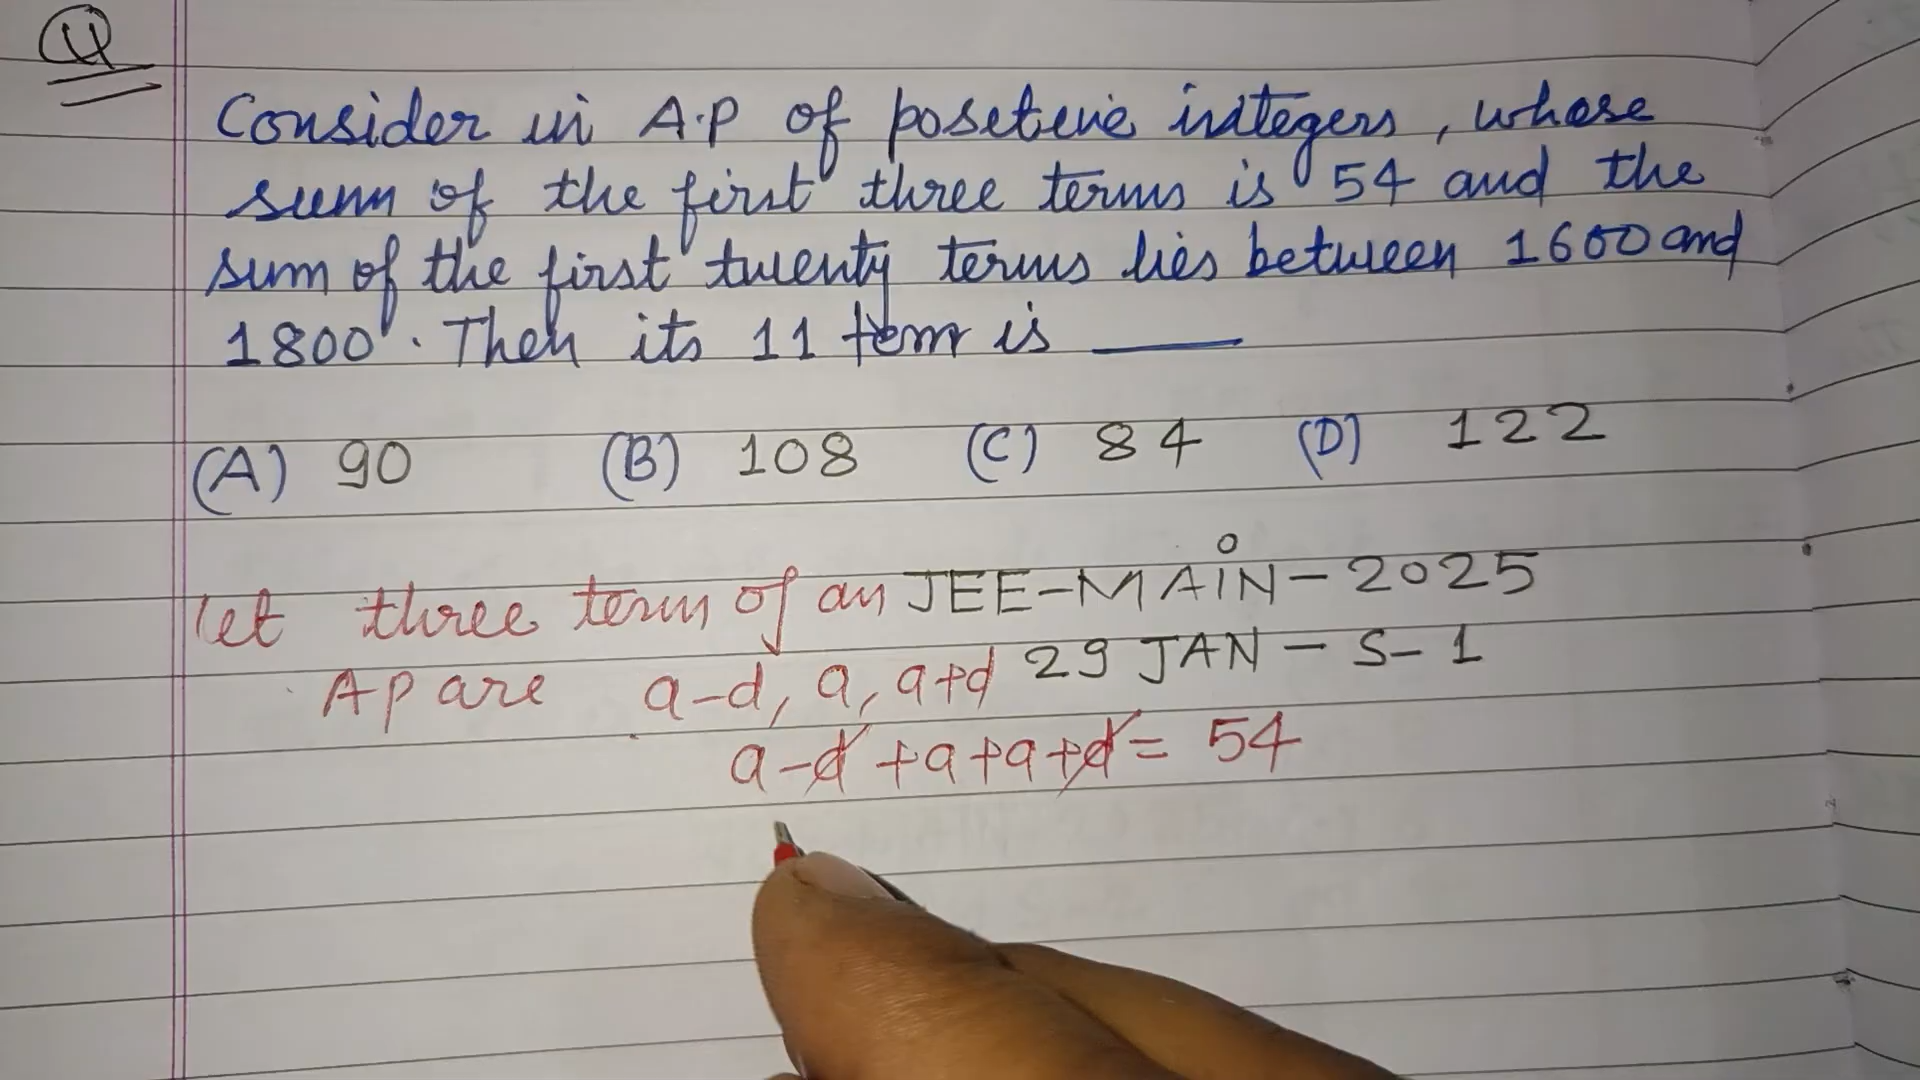 Q
Consider in A.P of posetive integers, whose
sum of the first three terms is 54 and the
sum of the first twenty terms lies between 1600 and
1800. Then its 11 term is ____
(A) 90 (B) 108 (C) 84 (D) 122
let three term of an JEE-MAIN-2025
AP are a-d, a, a+d 29 JAN - S-1
a-d+a+a+d = 54